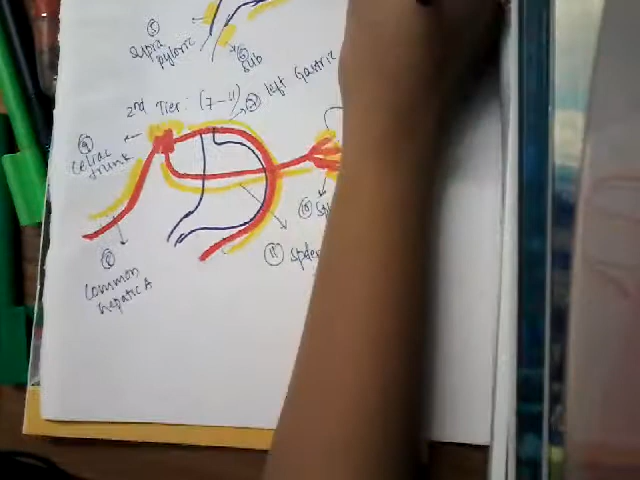 ⑤
supra
pyloric
⑥
sub
2nd Tier: (7-11)
⑦ left Gastric
⑨
celiac
trunk
⑩
⑪
⑧
common
hepatic A